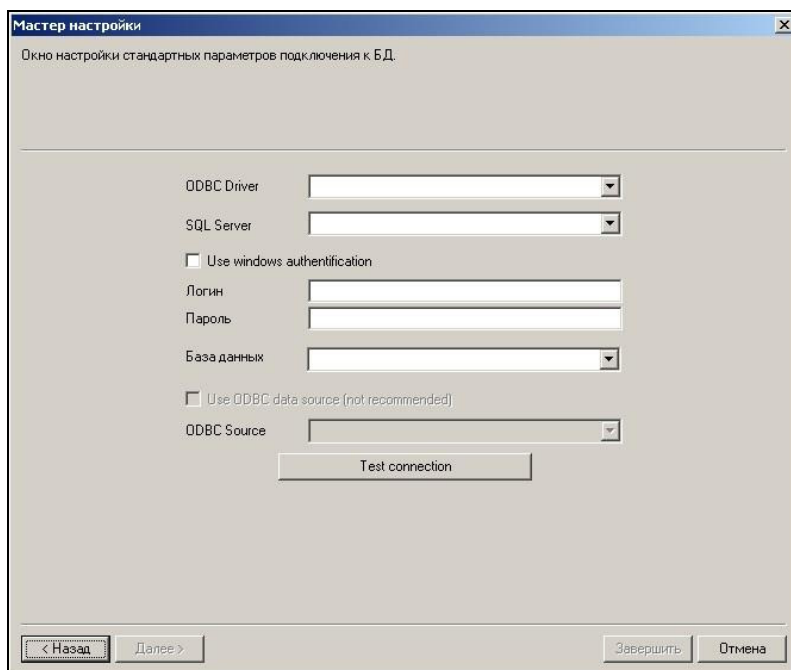 Мастер настройки
Окно настройки стандартных параметров подключения к БД.
ODBC Driver
SQL Server
Use windows authentification
Логин
Пароль
База данных
Use ODBC data source (not recommended)
ODBC Source
Test connection
< Назад Далее > Завершить Отмена